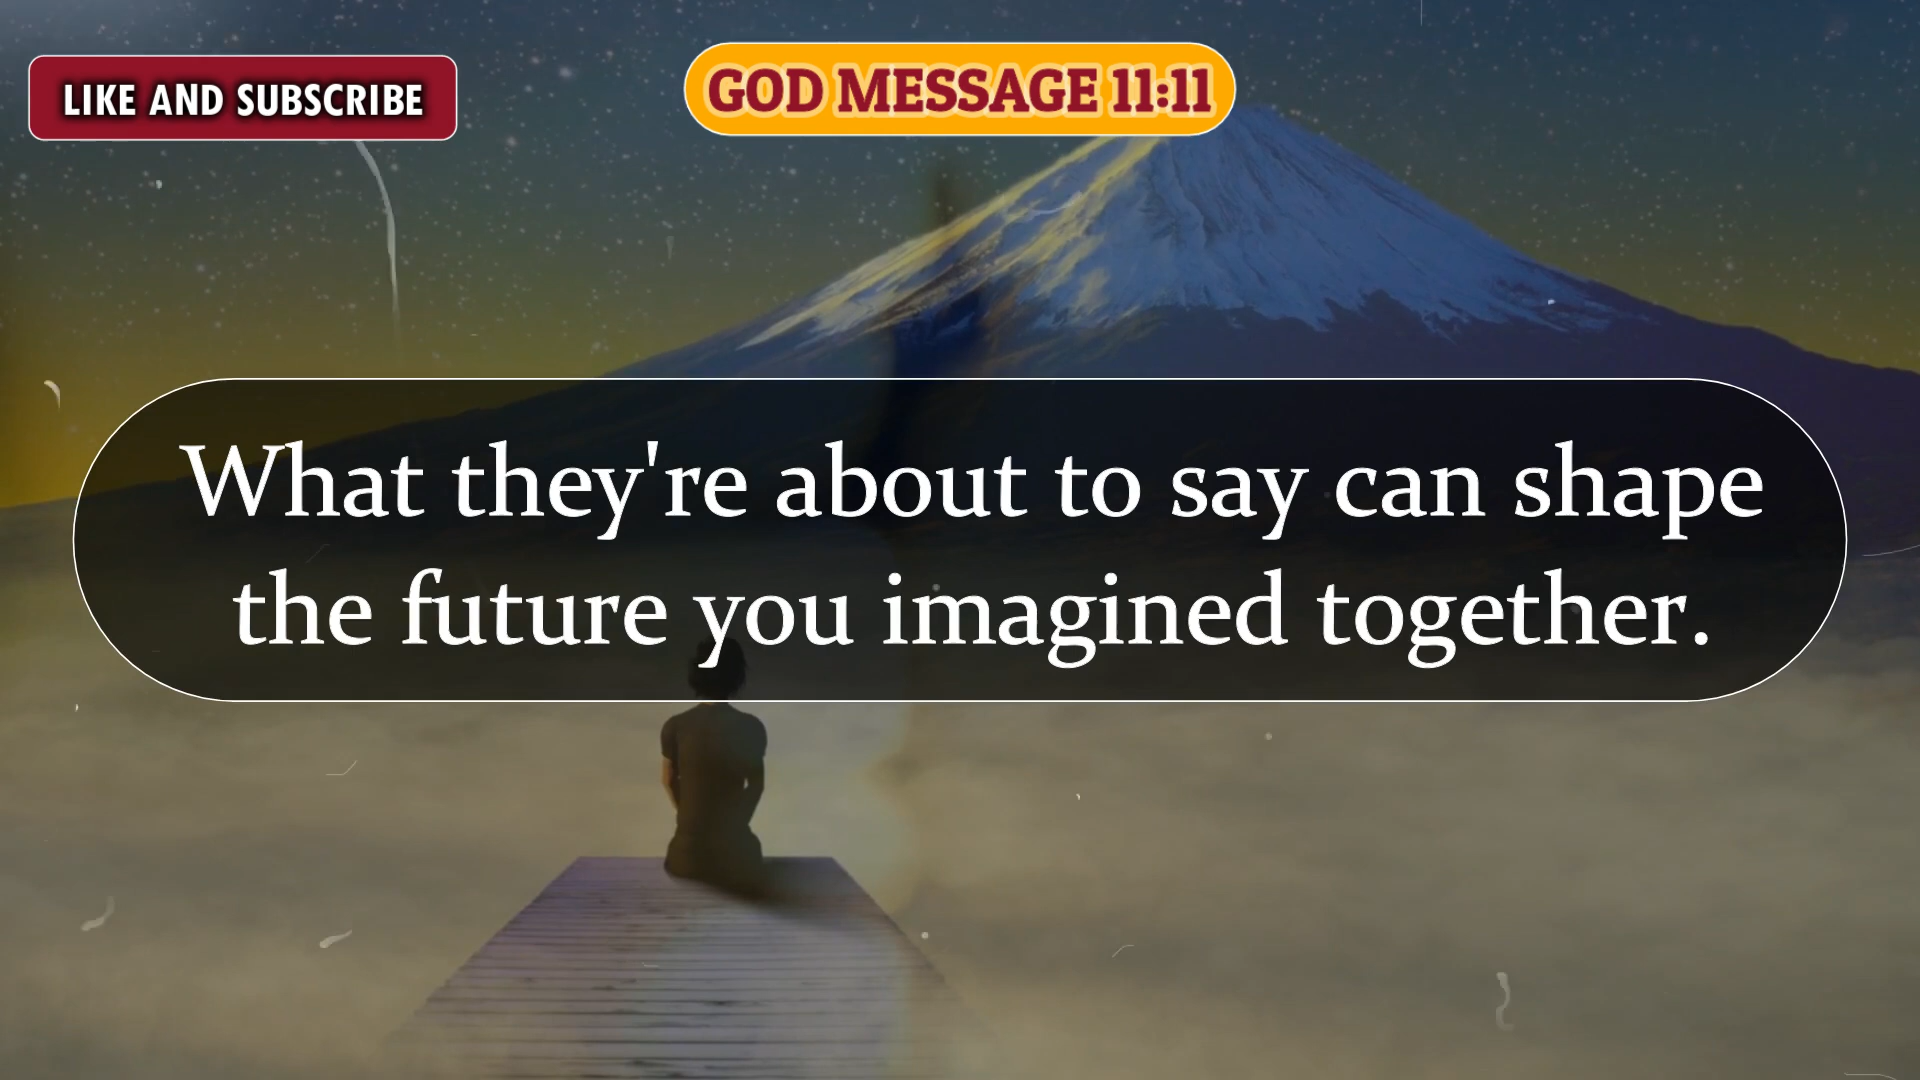 LIKE AND SUBSCRIBE
GOD MESSAGE 11:11
What they're about to say can shape
the future you imagined together.